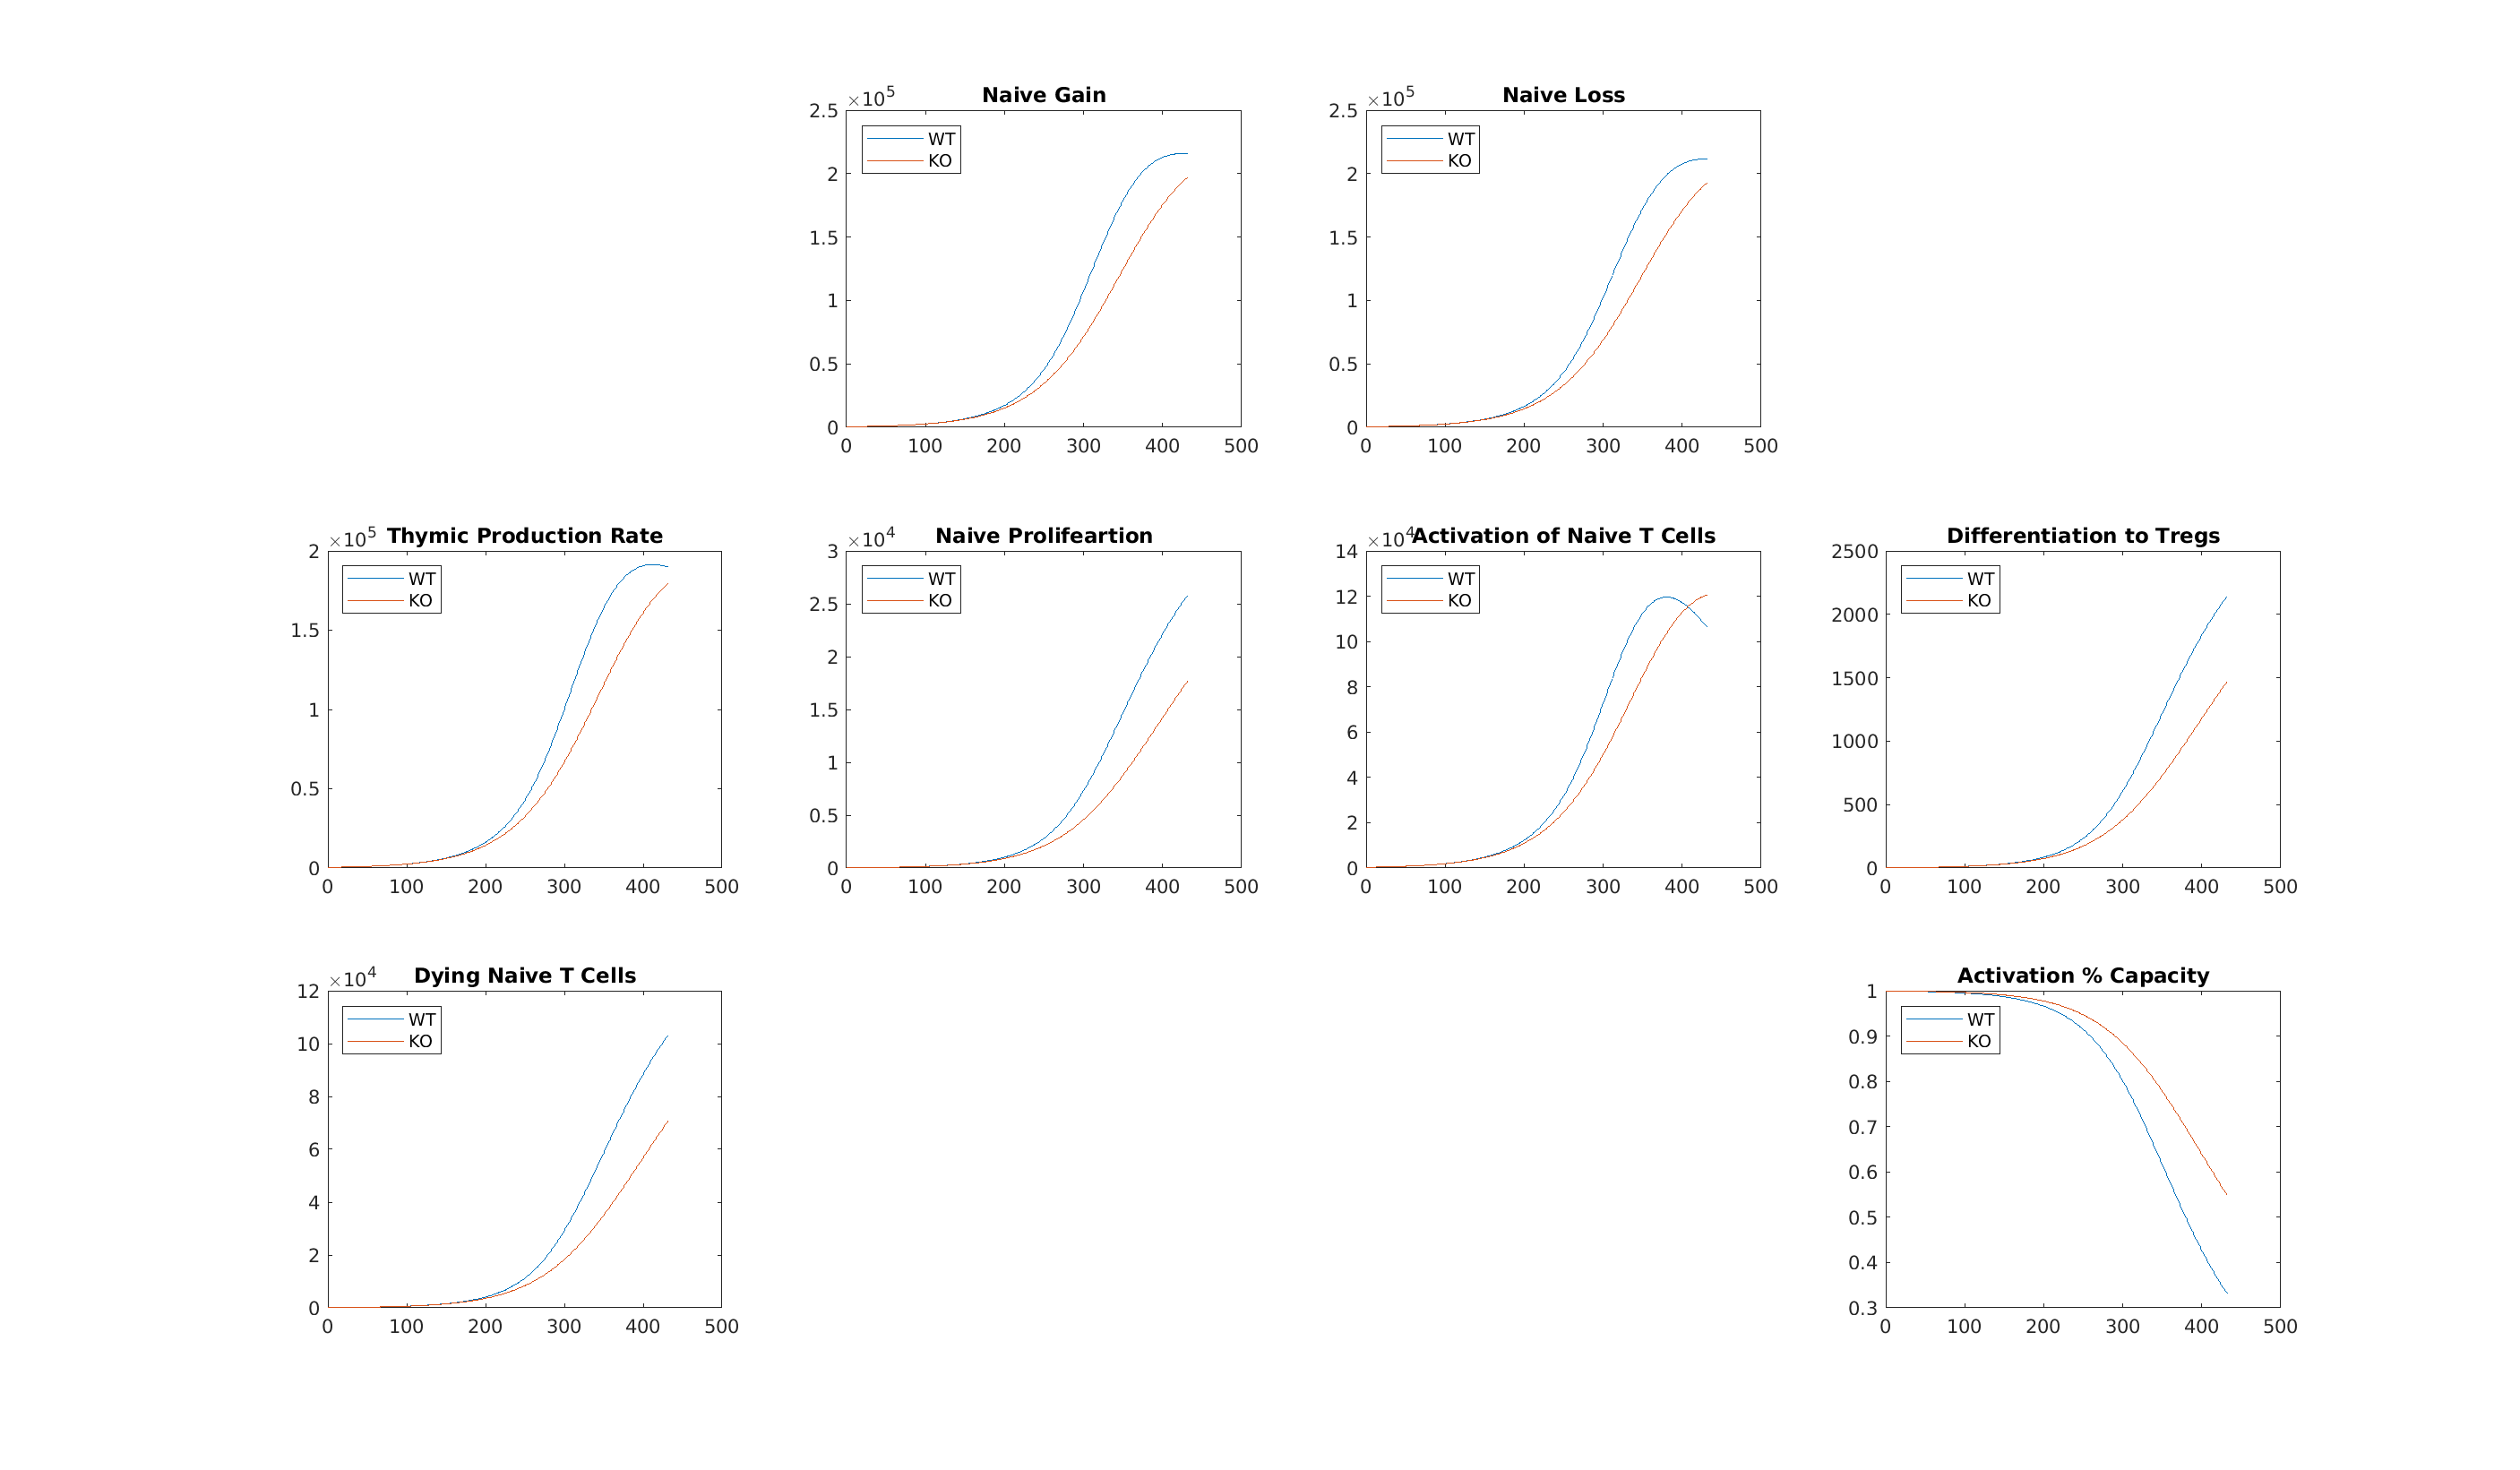 Naive Gain
×10^5
2.5
2
1.5
1
0.5
0
0 100 200 300 400 500
WT
KO
Naive Loss
×10^5
2.5
2
1.5
1
0.5
0
0 100 200 300 400 500
WT
KO
Thymic Production Rate
×10^5
2
1.5
1
0.5
0
0 100 200 300 400 500
WT
KO
Naive Prolifeartion
×10^4
3
2.5
2
1.5
1
0.5
0
0 100 200 300 400 500
WT
KO
Activation of Naive T Cells
×10^4
14
12
10
8
6
4
2
0
0 100 200 300 400 500
WT
KO
Differentiation to Tregs
2500
2000
1500
1000
500
0
0 100 200 300 400 500
WT
KO
Dying Naive T Cells
×10^4
12
10
8
6
4
2
0
0 100 200 300 400 500
WT
KO
Activation % Capacity
1
0.9
0.8
0.7
0.6
0.5
0.4
0.3
0 100 200 300 400 500
WT
KO